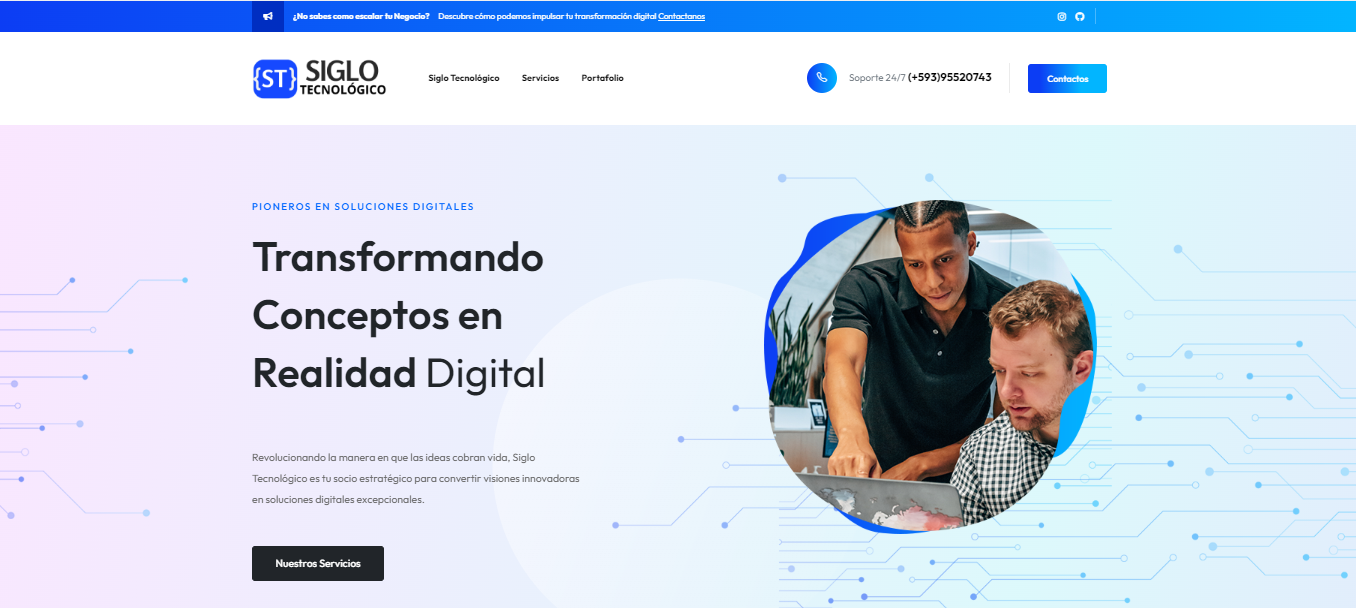 ¿No sabes como escalar tu Negocio? Descubre cómo podemos impulsar tu transformación digital Contactanos
{ST} SIGLO
TECNOLÓGICO
Siglo Tecnológico Servicios Portafolio
Soporte 24/7 (+593)95520743
Contactos
PIONEROS EN SOLUCIONES DIGITALES
Transformando
Conceptos en
Realidad Digital
Revolucionando la manera en que las ideas cobran vida, Siglo
Tecnológico es tu socio estratégico para convertir visiones innovadoras
en soluciones digitales excepcionales.
Nuestros Servicios